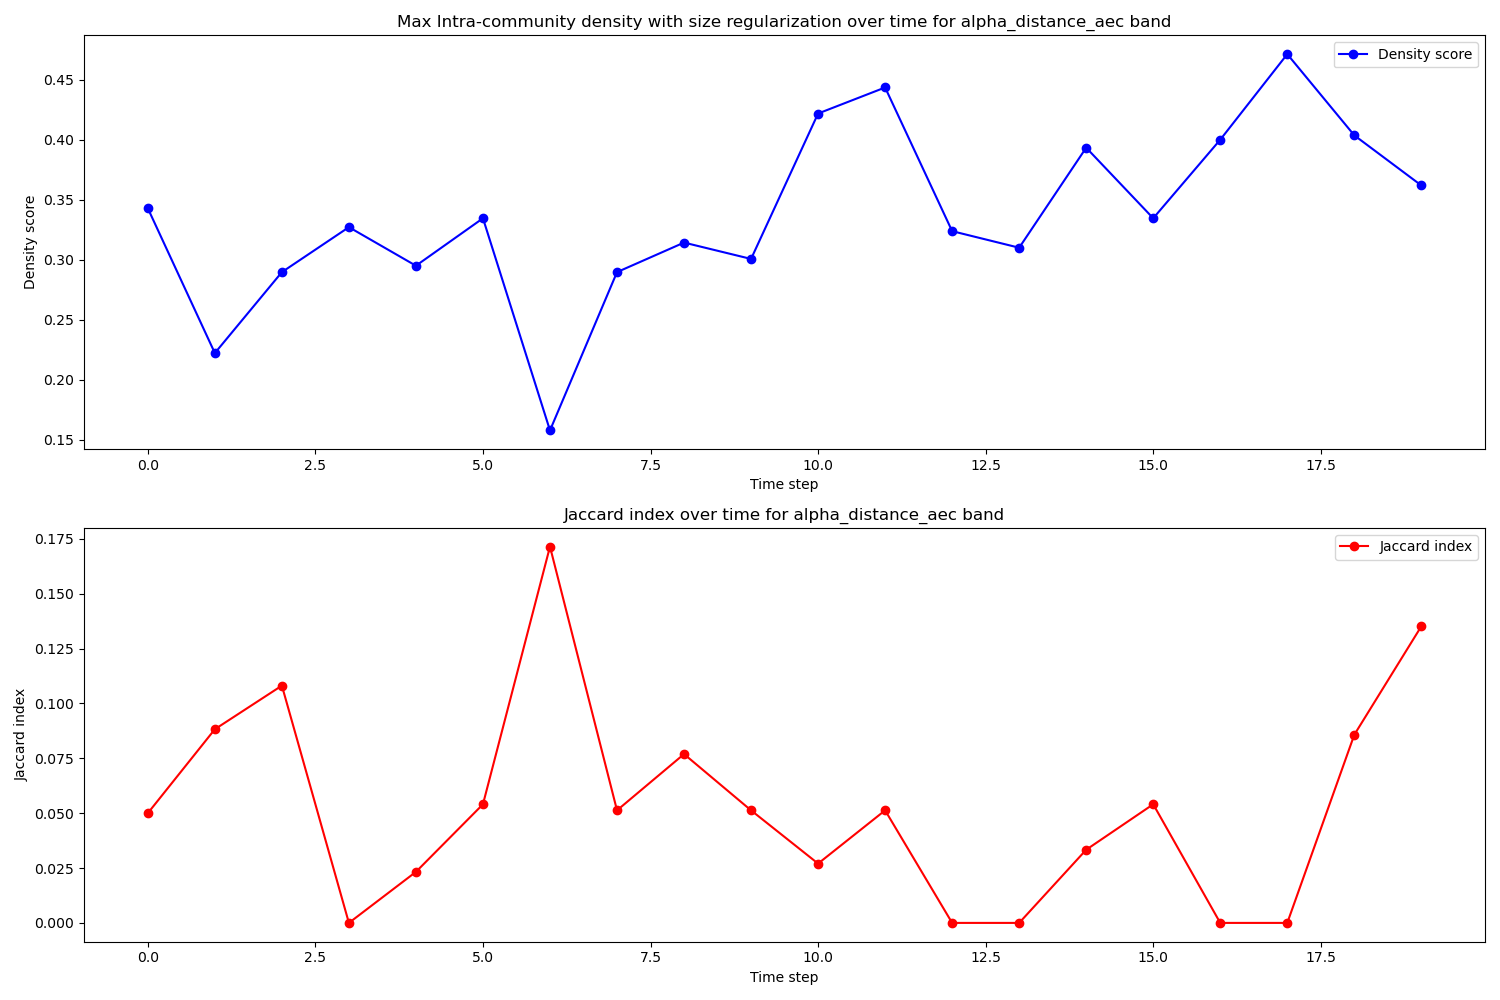 Max Intra-community density with size regularization over time for alpha_distance_aec band
Density score
0.45
0.40
0.35
0.30
0.25
0.20
0.15
Density score
0.0 2.5 5.0 7.5 10.0 12.5 15.0 17.5
Time step
Jaccard index over time for alpha_distance_aec band
Jaccard index
0.175
0.150
0.125
0.100
0.075
0.050
0.025
0.000
Jaccard index
0.0 2.5 5.0 7.5 10.0 12.5 15.0 17.5
Time step